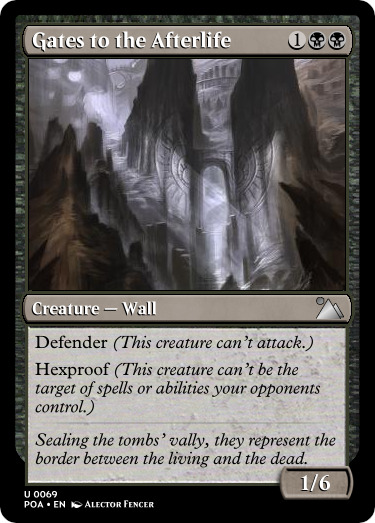 Gates to the Afterlife 1
Creature — Wall
Defender (This creature can't attack.)
Hexproof (This creature can't be the
target of spells or abilities your opponents
control.)
Sealing the tombs' vally, they represent the
border between the living and the dead.
1/6
U 0069
POA • EN Alector Fencer